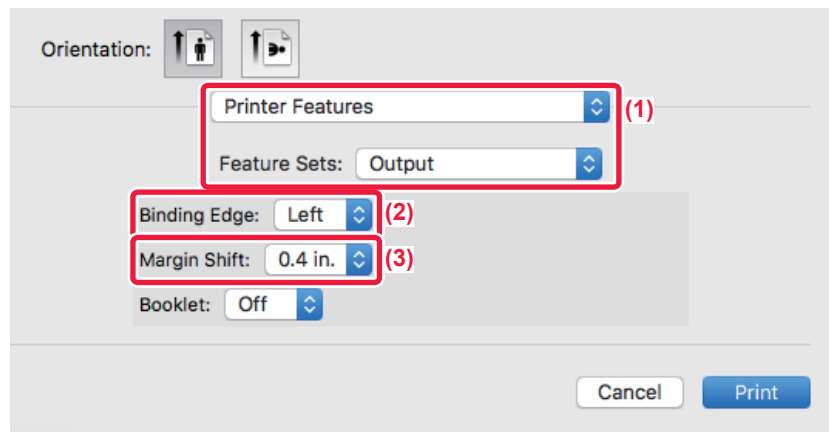 Orientation:
Printer Features (1)
Feature Sets: Output
Binding Edge: Left (2)
Margin Shift: 0.4 in. (3)
Booklet: Off
Cancel Print